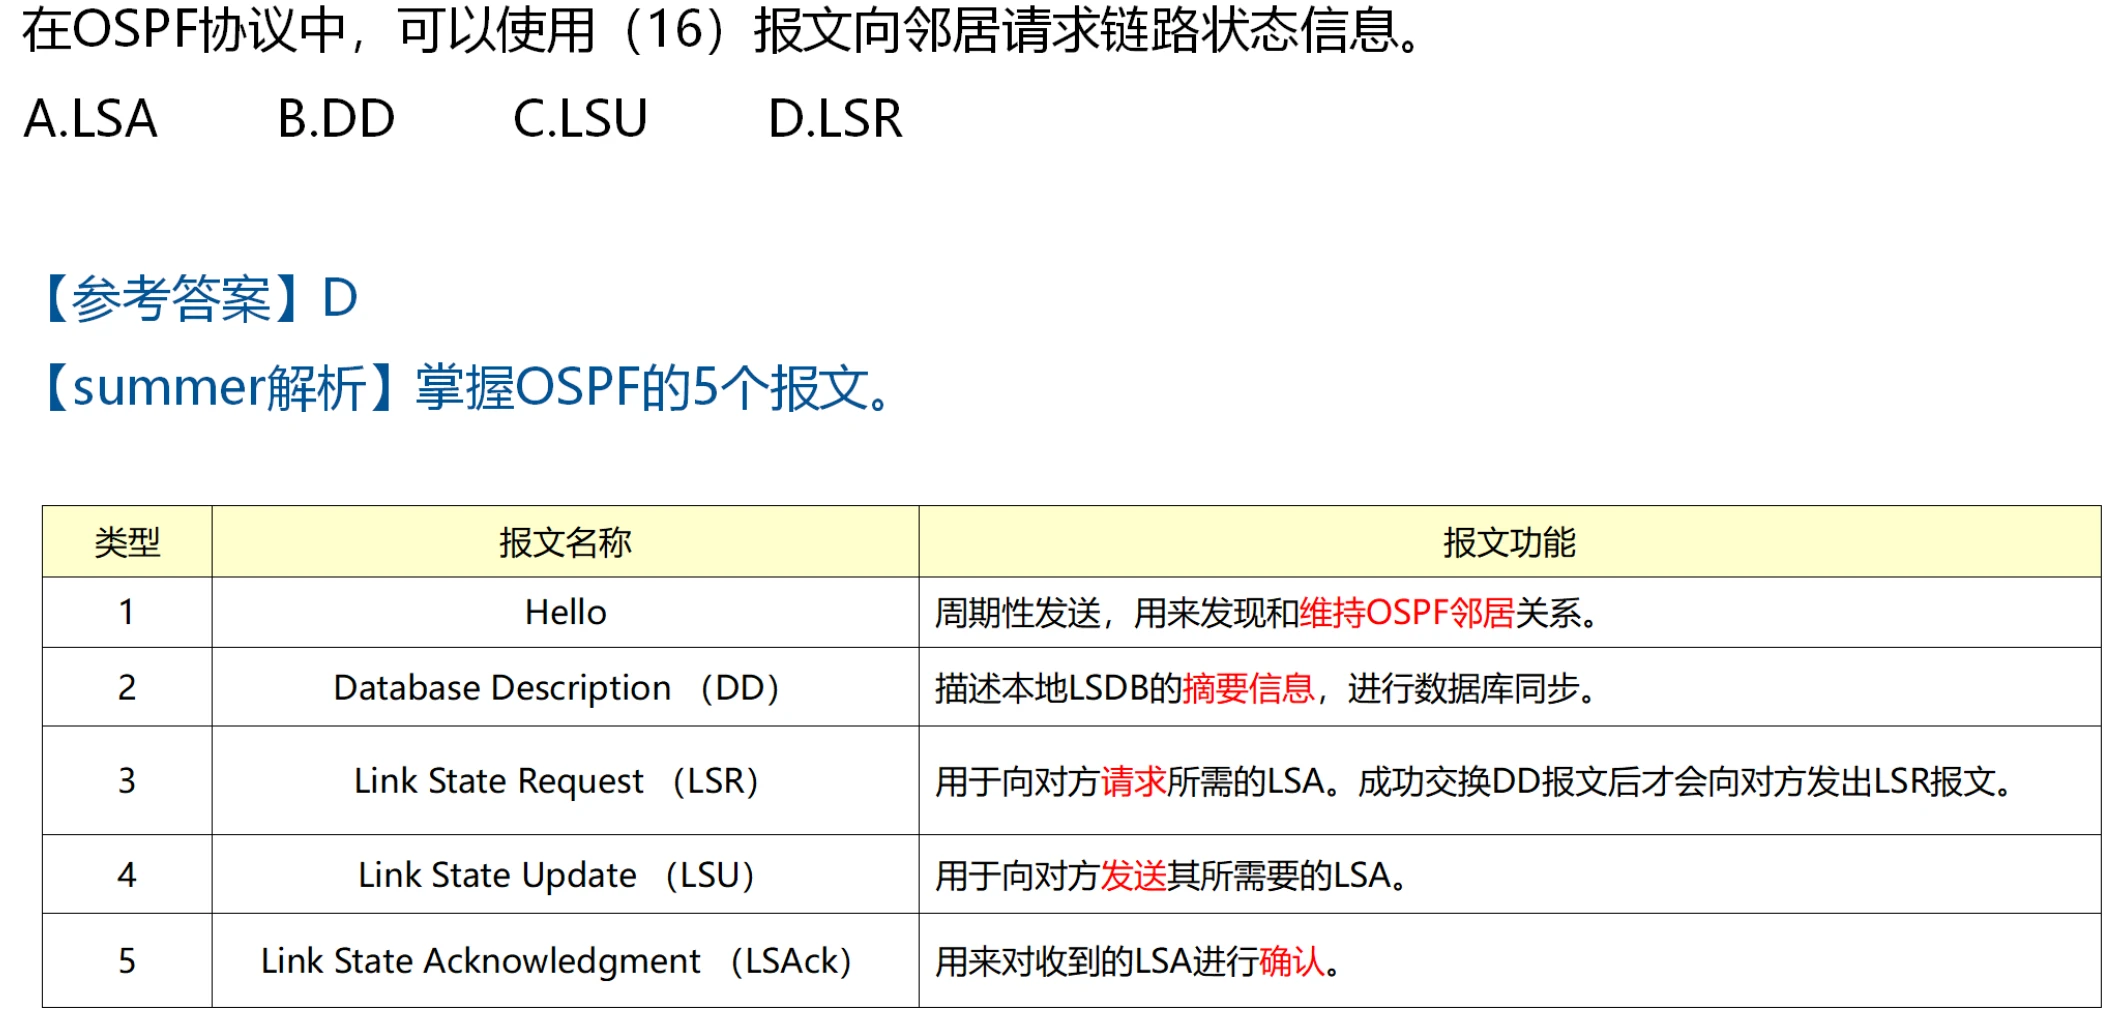 在OSPF协议中，可以使用（16）报文向邻居请求链路状态信息。
A.LSA B.DD C.LSU D.LSR
【参考答案】D
【summer解析】掌握OSPF的5个报文。
类型 报文名称 报文功能
1 Hello 周期性发送，用来发现和维持OSPF邻居关系。
2 Database Description （DD） 描述本地LSDB的摘要信息，进行数据库同步。
3 Link State Request （LSR） 用于向对方请求所需的LSA。成功交换DD报文后才会向对方发出LSR报文。
4 Link State Update （LSU） 用于向对方发送其所需要的LSA。
5 Link State Acknowledgment （LSAck） 用来对收到的LSA进行确认。